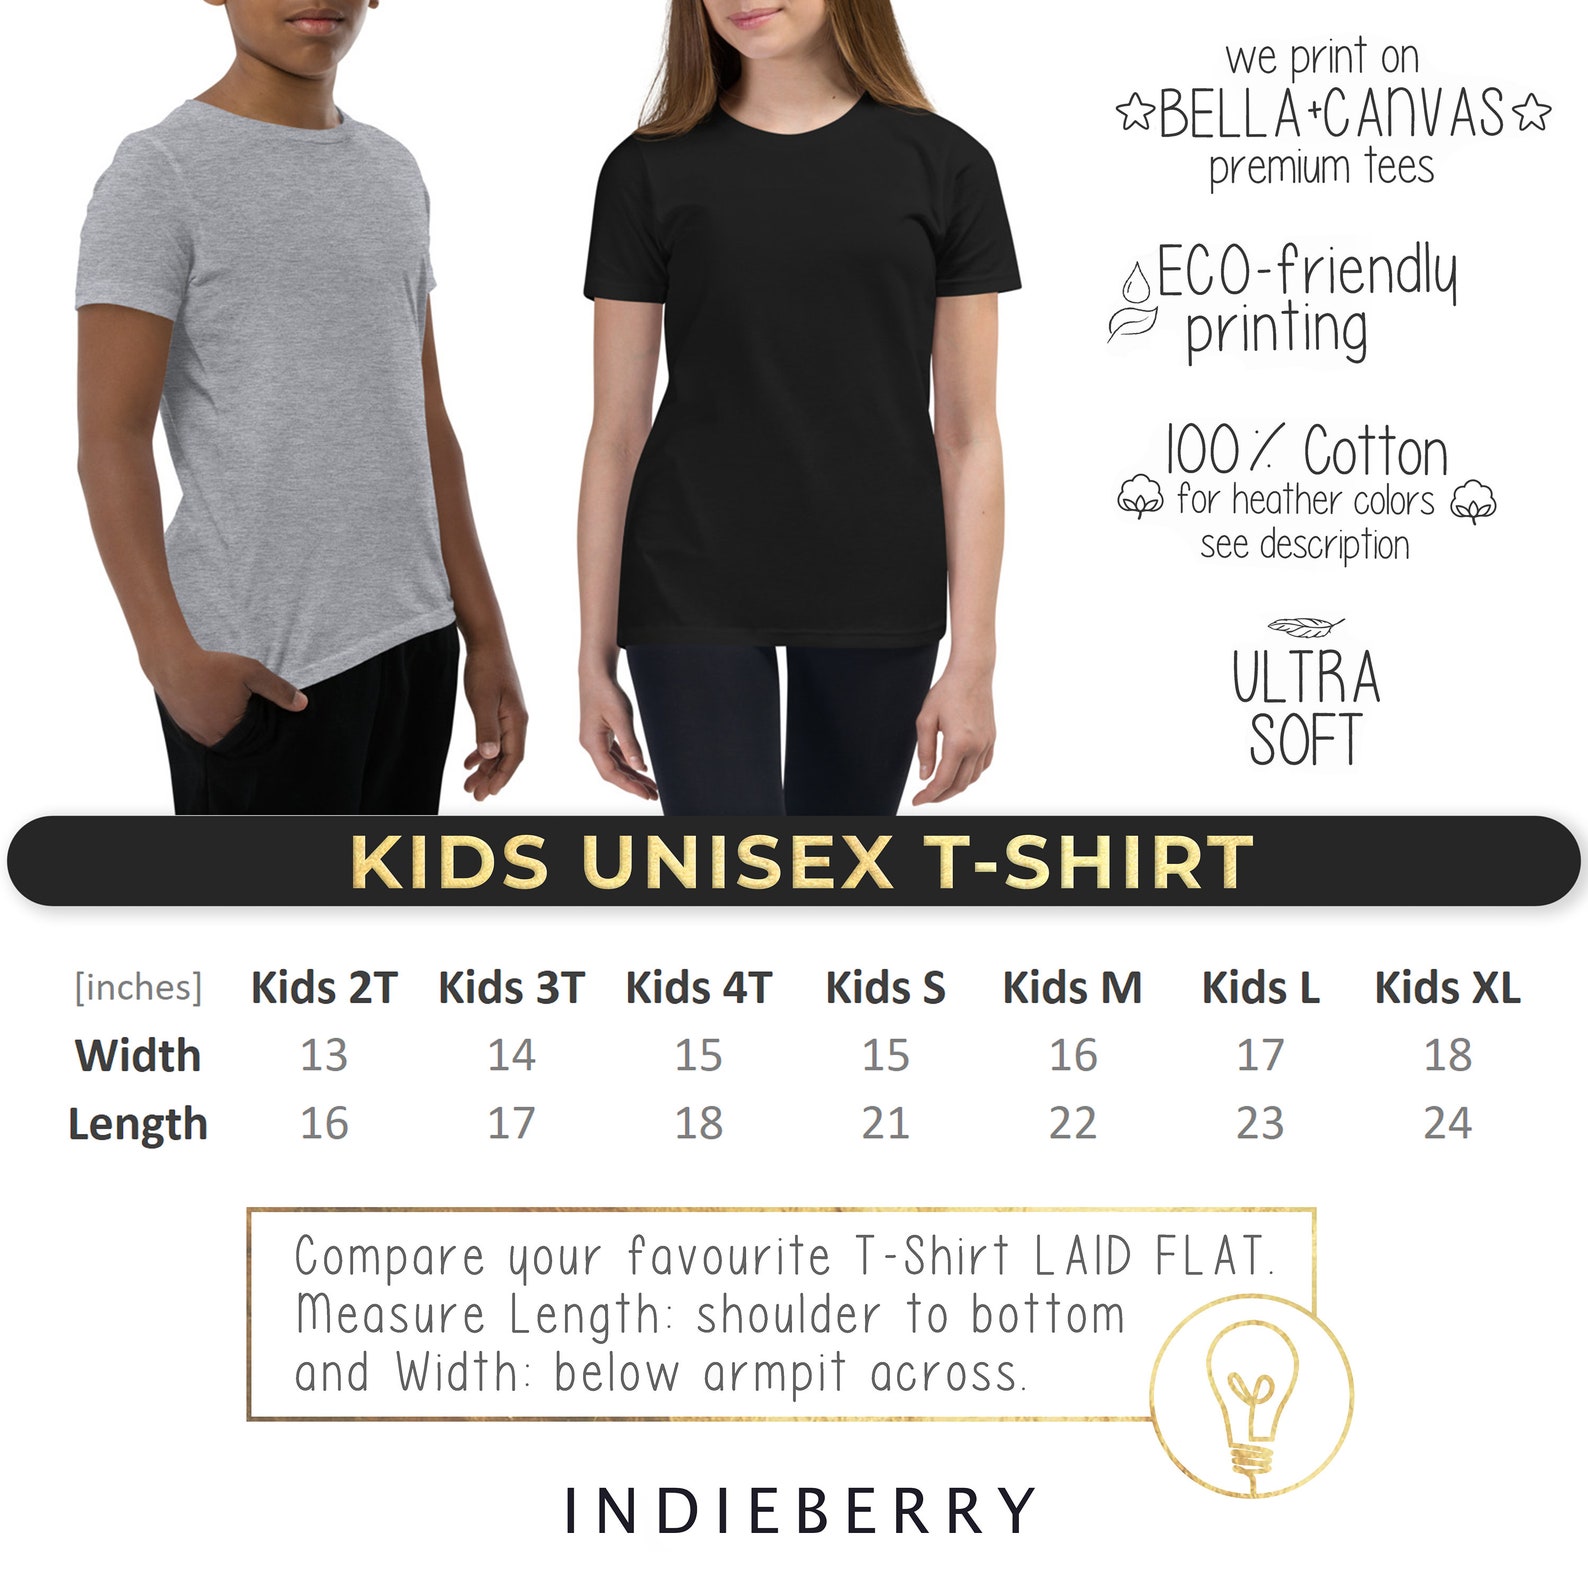 we print on
BELLA+CANVAS
premium tees
ECO-friendly
printing
100% Cotton
for heather colors
see description
ULTRA
SOFT
KIDS UNISEX T-SHIRT
[inches] Kids 2T Kids 3T Kids 4T Kids S Kids M Kids L Kids XL
Width 13 14 15 15 16 17 18
Length 16 17 18 21 22 23 24
Compare your favourite T-Shirt LAID FLAT.
Measure Length: shoulder to bottom
and Width: below armpit across.
INDIEBERRY